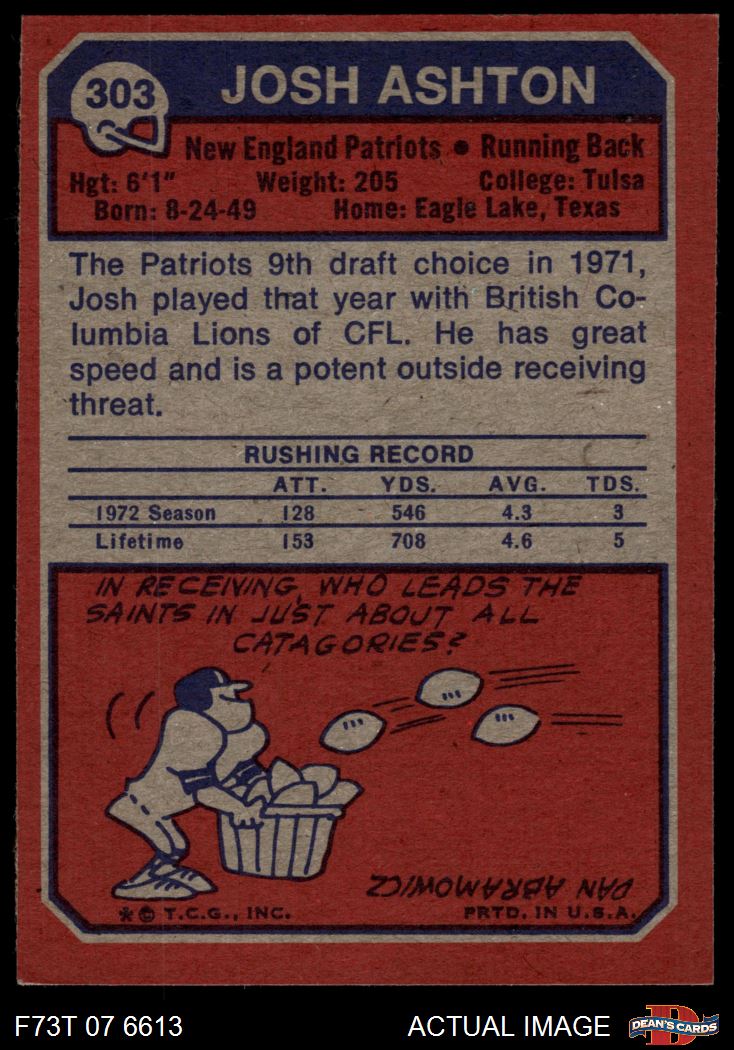 303
JOSH ASHTON
New England Patriots • Running Back
Hgt: 6'1" Weight: 205 College: Tulsa
Born: 8-24-49 Home: Eagle Lake, Texas
The Patriots 9th draft choice in 1971,
Josh played that year with British Co-
lumbia Lions of CFL. He has great
speed and is a potent outside receiving
threat.
RUSHING RECORD
ATT. YDS. AVG. TDS.
1972 Season 128 546 4.3 3
Lifetime 153 708 4.6 5
IN RECEIVING, WHO LEADS THE
SAINTS IN JUST ABOUT ALL
CATAGORIES?
DAN ABRAMOWICZ
* © T.C.G., INC. PRTD. IN U.S.A.
F73T 07 6613 ACTUAL IMAGE DEAN'S CARDS